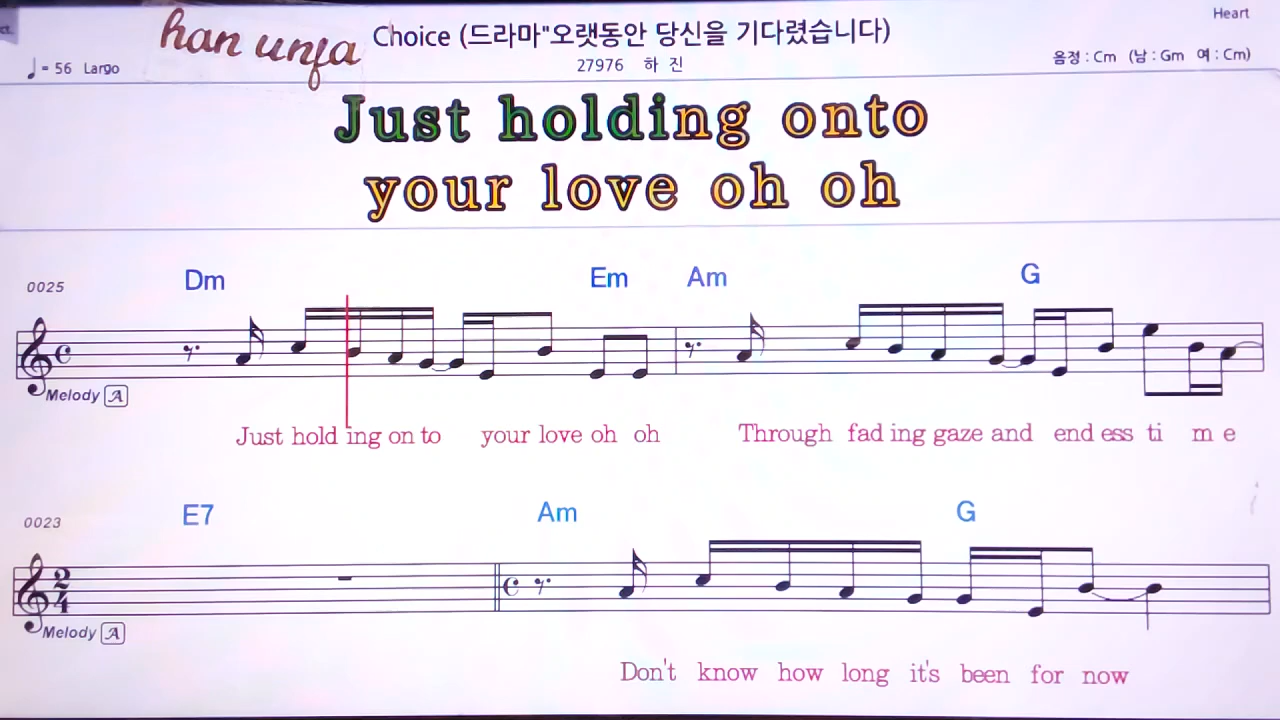 Heart
han unfa Choice (드라마"오랫동안 당신을 기다렸습니다)
♩= 56 Largo 27976 하 진 음정 : Cm (남 : Gm 여 : Cm)
Just holding onto
your love oh oh
0025 Dm Em Am G
Melody A
Just hold ing on to your love oh oh Through fad ing gaze and end ess ti m e
0023 E7 Am G
2 4
Melody A
Don't know how long it's been for now